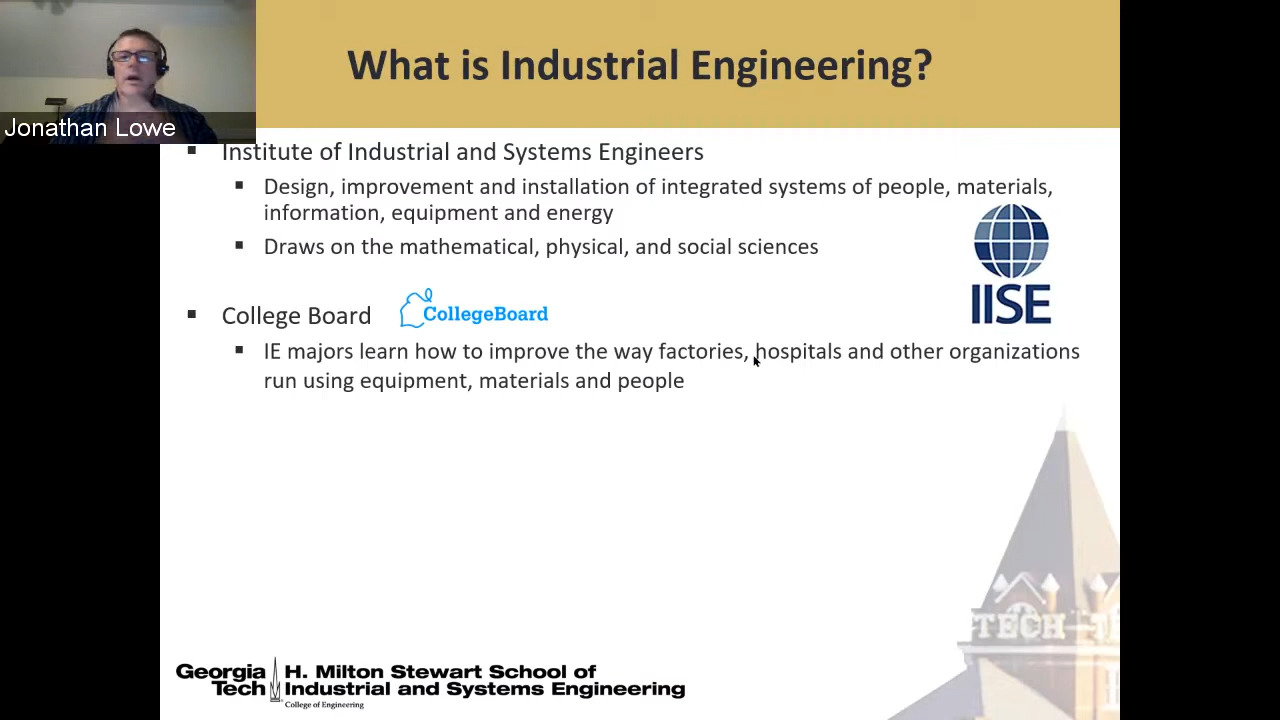 What is Industrial Engineering?
Jonathan Lowe
Institute of Industrial and Systems Engineers
Design, improvement and installation of integrated systems of people, materials,
information, equipment and energy
Draws on the mathematical, physical, and social sciences
IISE
College Board
CollegeBoard
IE majors learn how to improve the way factories, hospitals and other organizations
run using equipment, materials and people
TECH
Georgia
Tech
H. Milton Stewart School of
Industrial and Systems Engineering
College of Engineering